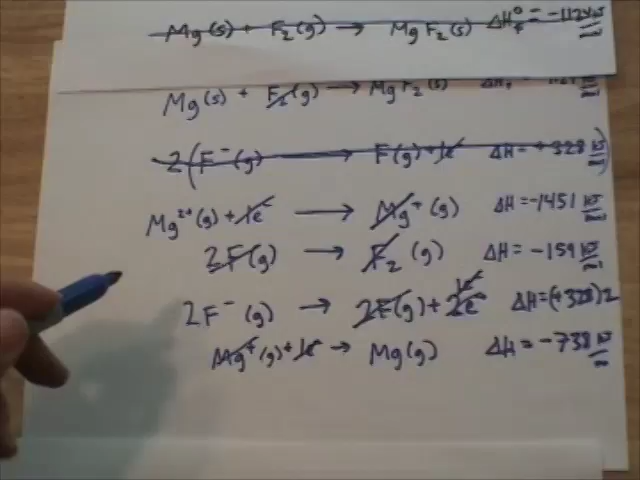 Mg(s) + F₂(g) → MgF₂(s) ΔH°f = -1124 kJ/mol
Mg(s) + F₂(g) → MgF₂(s)
2(F⁻(g) → F(g) + 1e⁻ ΔH = +328 kJ/mol)
Mg²⁺(g) + 1e⁻ → Mg⁺(g) ΔH = -1451 kJ/mol
2F(g) → F₂(g) ΔH = -159 kJ/mol
2F⁻(g) → 2F(g) + 2e⁻ ΔH = (+328)2
Mg⁺(g) + 1e⁻ → Mg(g) ΔH = -738 kJ/mol